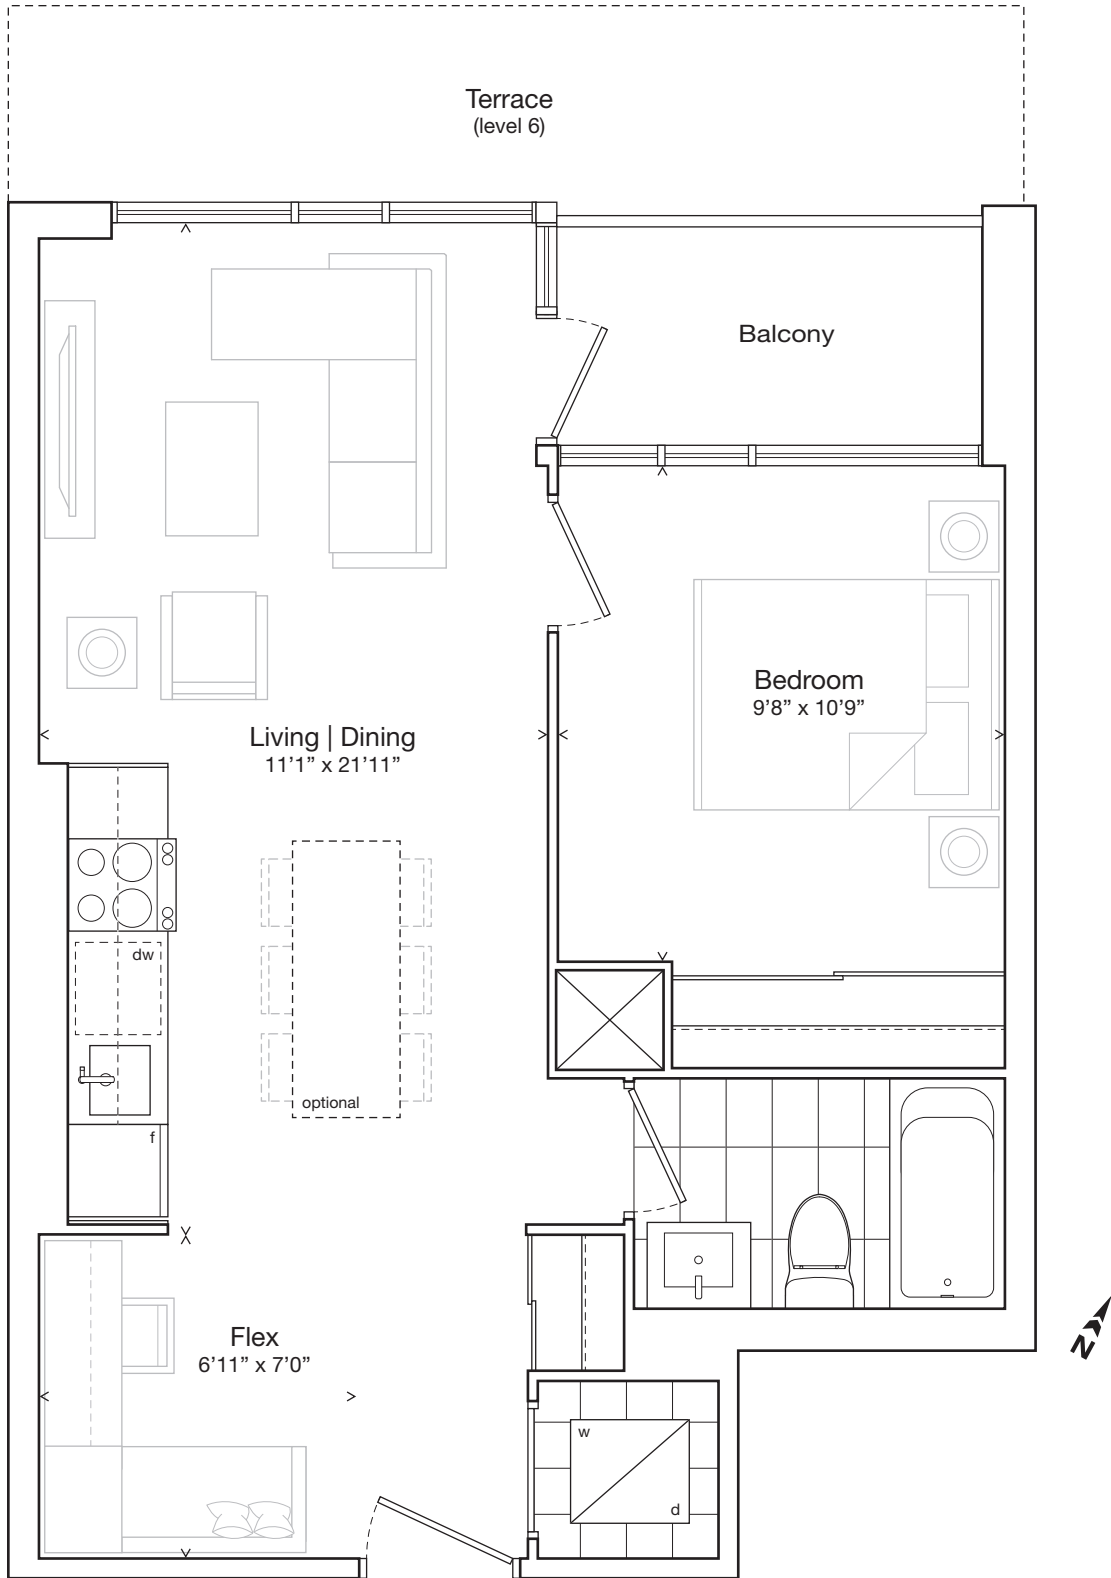 Terrace
(level 6)
Balcony
Bedroom
9’8” x 10’9”
Living | Dining
11’1” x 21’11”
dw
optional
f
Flex
6’11” x 7’0”
N
w
d